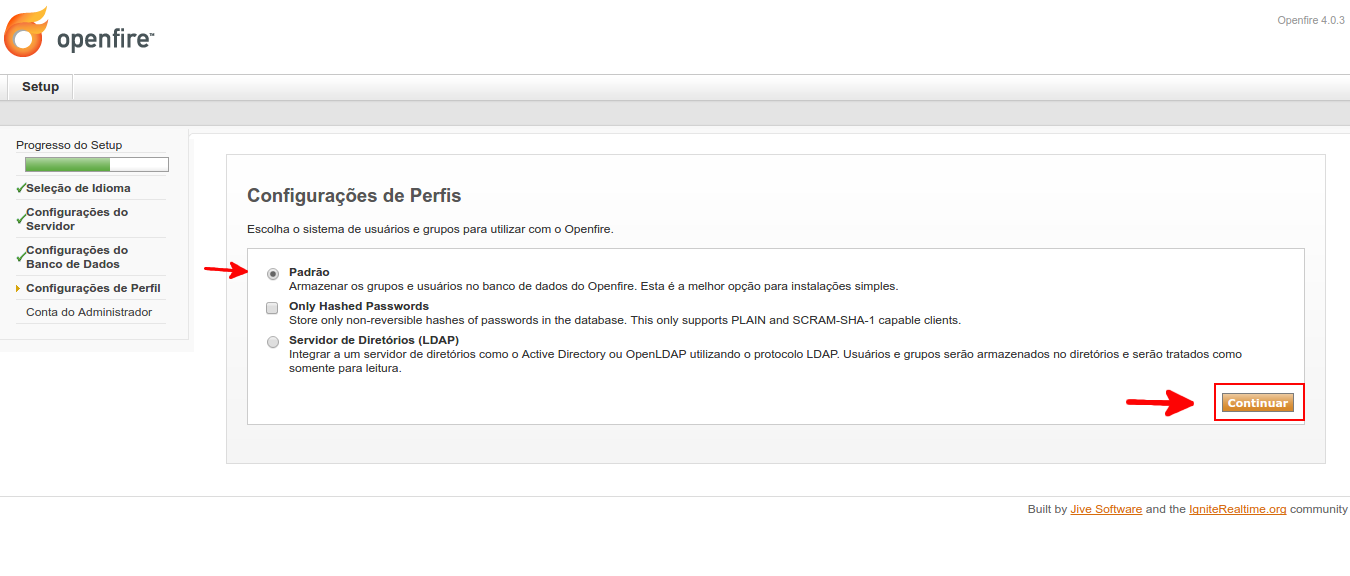 openfire™
Openfire 4.0.3
Setup
Progresso do Setup
Seleção de Idioma
Configurações do
Servidor
Configurações do
Banco de Dados
Configurações de Perfil
Conta do Administrador
Configurações de Perfis
Escolha o sistema de usuários e grupos para utilizar com o Openfire.
Padrão
Armazenar os grupos e usuários no banco de dados do Openfire. Esta é a melhor opção para instalações simples.
Only Hashed Passwords
Store only non-reversible hashes of passwords in the database. This only supports PLAIN and SCRAM-SHA-1 capable clients.
Servidor de Diretórios (LDAP)
Integrar a um servidor de diretórios como o Active Directory ou OpenLDAP utilizando o protocolo LDAP. Usuários e grupos serão armazenados no diretórios e serão tratados como
somente para leitura.
Continuar
Built by Jive Software and the IgniteRealtime.org community